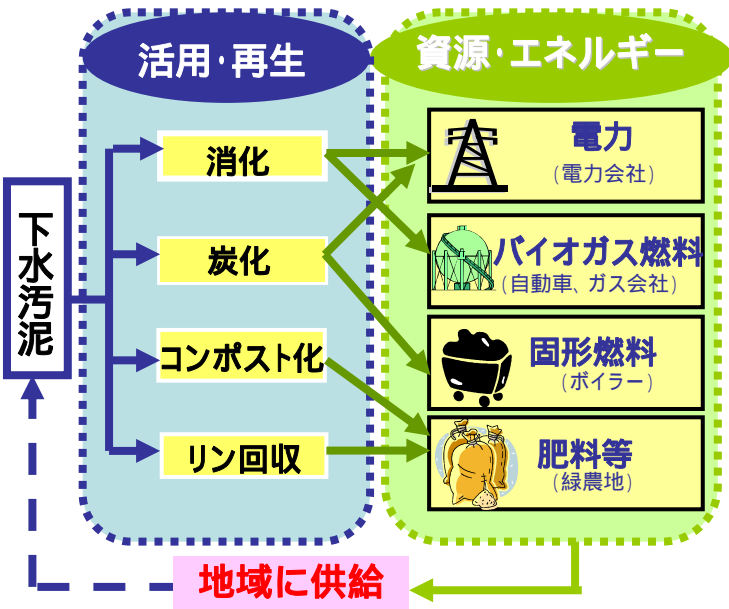 活用・再生
資源・エネルギー
下水汚泥
消化
炭化
コンポスト化
リン回収
電力
(電力会社)
バイオガス燃料
(自動車、ガス会社)
固形燃料
(ボイラー)
肥料等
(緑農地)
地域に供給